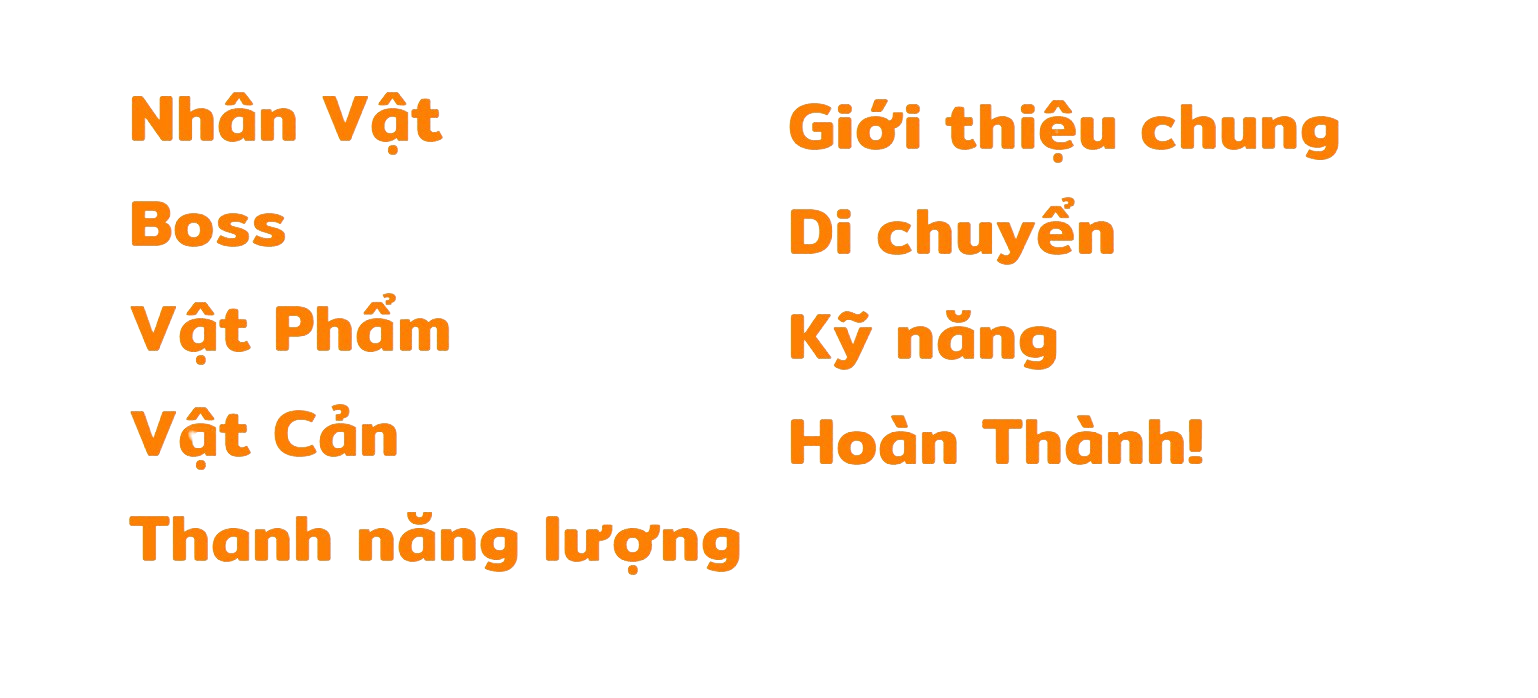 Nhân Vật
Boss
Vật Phẩm
Vật Cản
Thanh năng lượng
Giới thiệu chung
Di chuyển
Kỹ năng
Hoàn Thành!